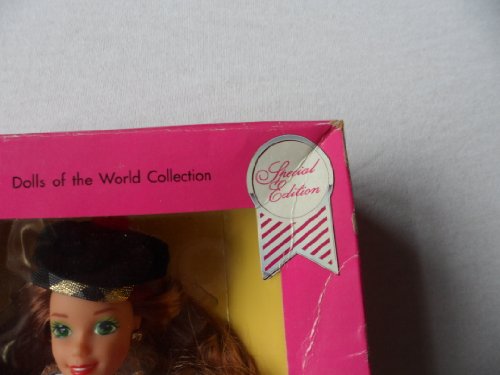 Dolls of the World Collection
Special
Edition